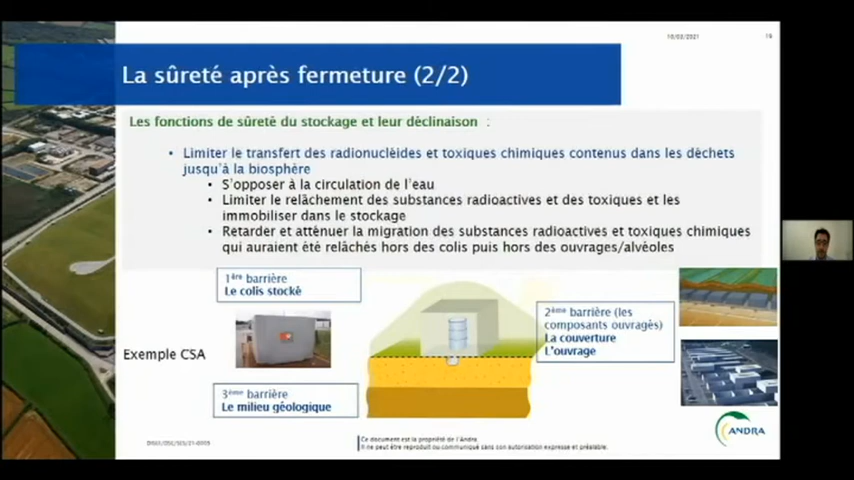 10/02/2021
16
La sûreté après fermeture (2/2)
Les fonctions de sûreté du stockage et leur déclinaison :
• Limiter le transfert des radionucléides et toxiques chimiques contenus dans les déchets
jusqu'à la biosphère
• S'opposer à la circulation de l'eau
• Limiter le relâchement des substances radioactives et des toxiques et les
immobiliser dans le stockage
• Retarder et atténuer la migration des substances radioactives et toxiques chimiques
qui auraient été relâchés hors des colis puis hors des ouvrages/alvéoles
1ère barrière
Le colis stocké
2ème barrière (les
composants ouvragés)
La couverture
L'ouvrage
Exemple CSA
3ème barrière
Le milieu géologique
ANDRA
Ce document est la propriété de l'Andra.
Il ne peut être reproduit ou communiqué sans son autorisation expresse et préalable.